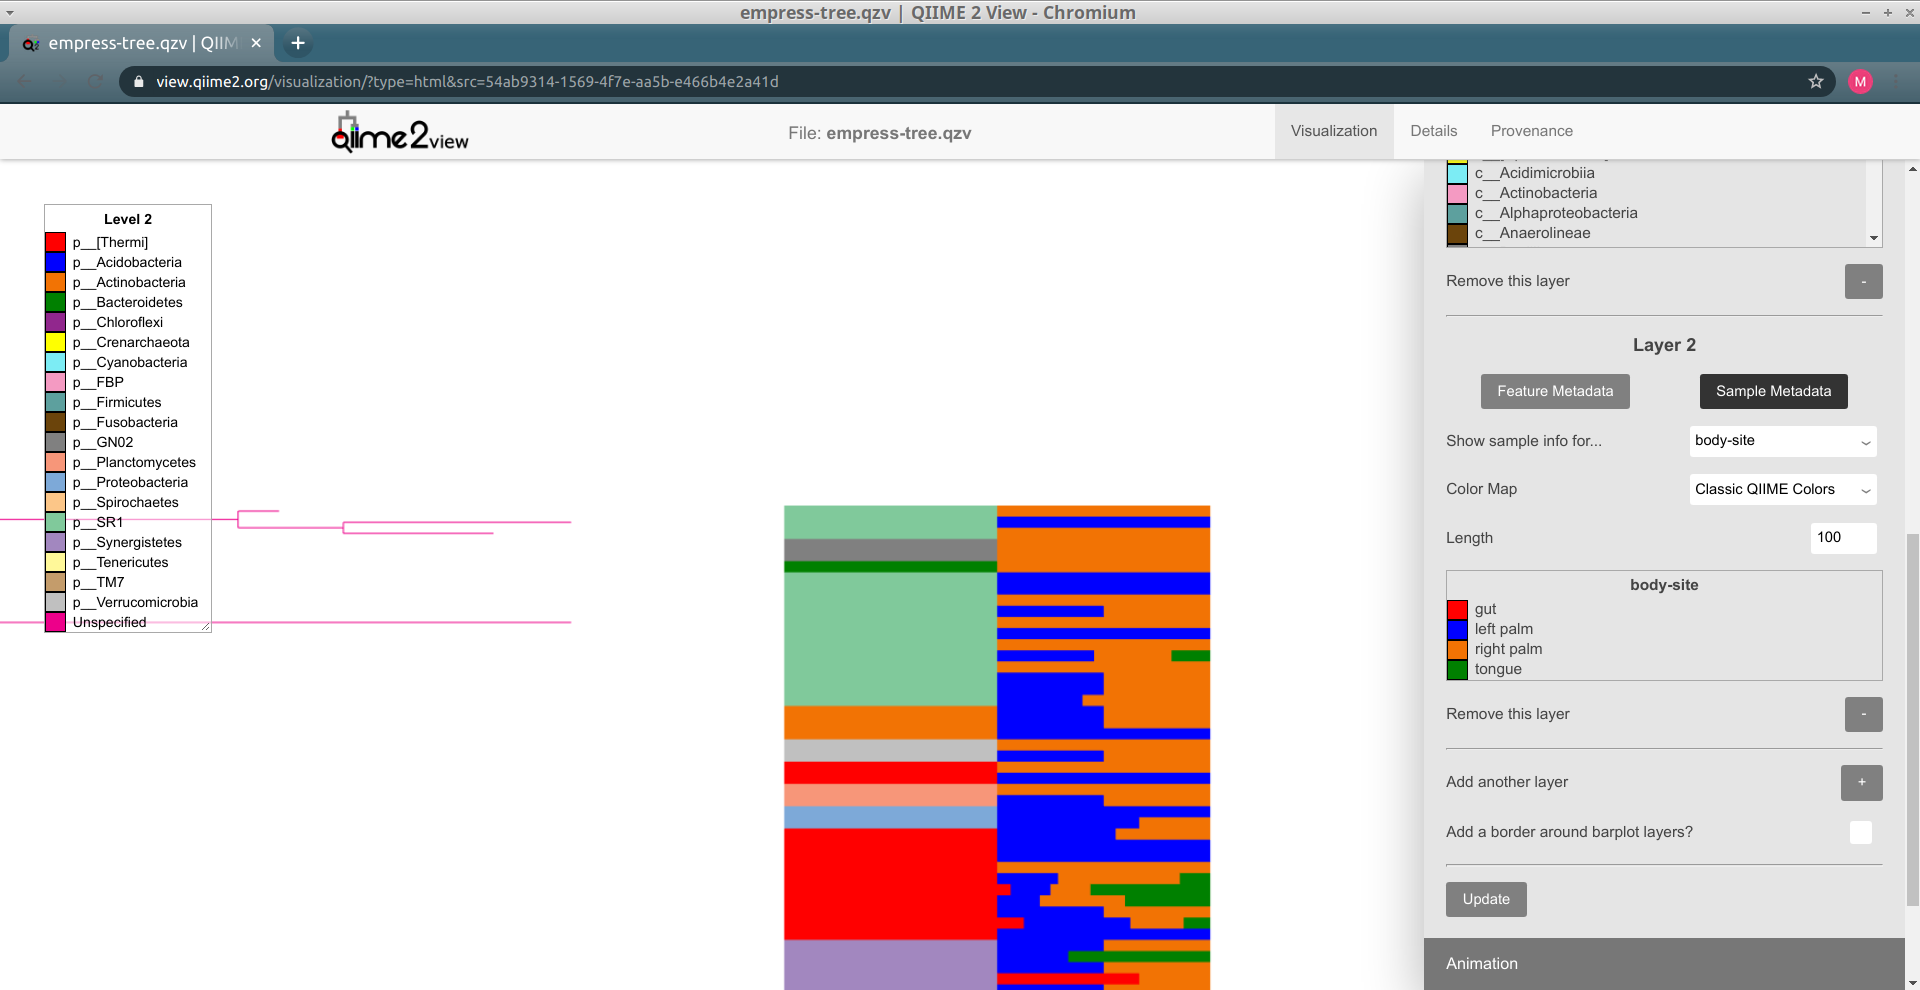 empress-tree.qzv | QIIME 2 View - Chromium
empress-tree.qzv | QIIM
view.qiime2.org/visualization/?type=html&src=54ab9314-1569-4f7e-aa5b-e466b4e2a41d
M
qiime2view
File: empress-tree.qzv
Visualization
Details
Provenance
Level 2
p__[Thermi]
p__Acidobacteria
p__Actinobacteria
p__Bacteroidetes
p__Chloroflexi
p__Crenarchaeota
p__Cyanobacteria
p__FBP
p__Firmicutes
p__Fusobacteria
p__GN02
p__Planctomycetes
p__Proteobacteria
p__Spirochaetes
p__SR1
p__Synergistetes
p__Tenericutes
p__TM7
p__Verrucomicrobia
Unspecified
c__Acidimicrobiia
c__Actinobacteria
c__Alphaproteobacteria
c__Anaerolineae
Remove this layer -
Layer 2
Feature Metadata
Sample Metadata
Show sample info for... body-site
Color Map Classic QIIME Colors
Length 100
body-site
gut
left palm
right palm
tongue
Remove this layer -
Add another layer +
Add a border around barplot layers?
Update
Animation